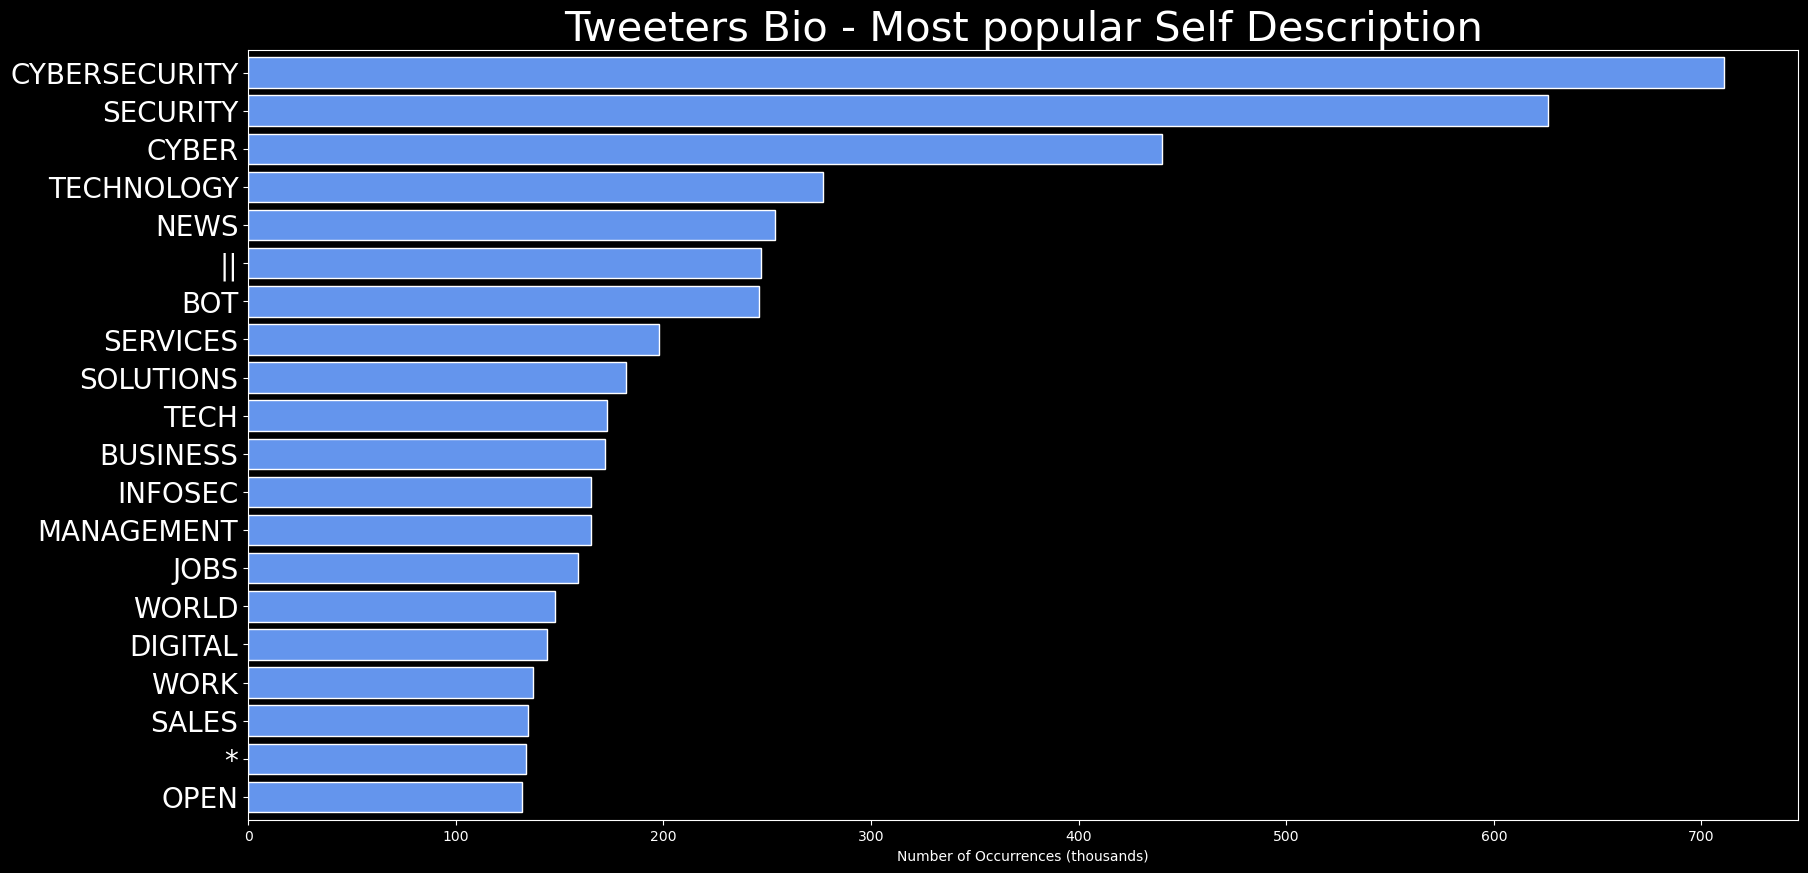 Tweeters Bio - Most popular Self Description
CYBERSECURITY
SECURITY
CYBER
TECHNOLOGY
NEWS
||
BOT
SERVICES
SOLUTIONS
TECH
BUSINESS
INFOSEC
MANAGEMENT
JOBS
WORLD
DIGITAL
WORK
SALES
*
OPEN
0 100 200 300 400 500 600 700
Number of Occurrences (thousands)